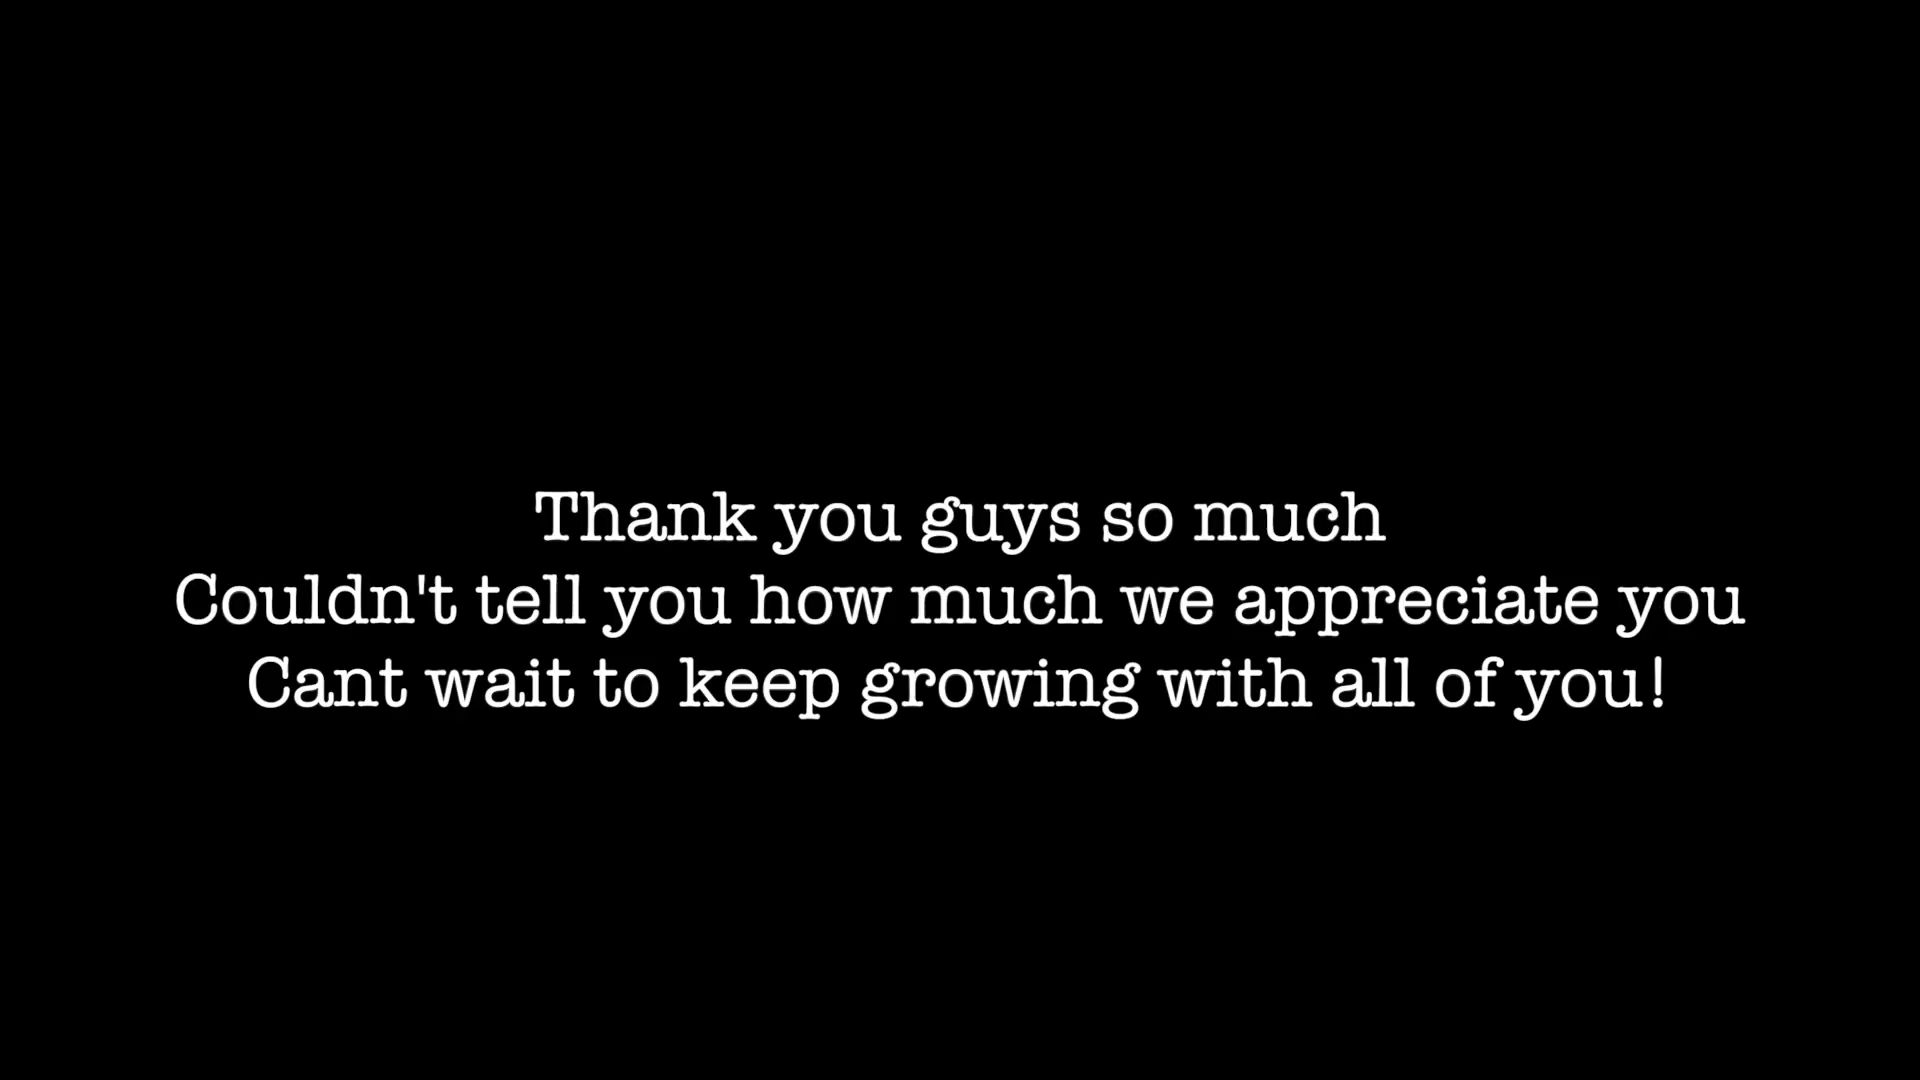 Thank you guys so much
Couldn't tell you how much we appreciate you
Cant wait to keep growing with all of you!